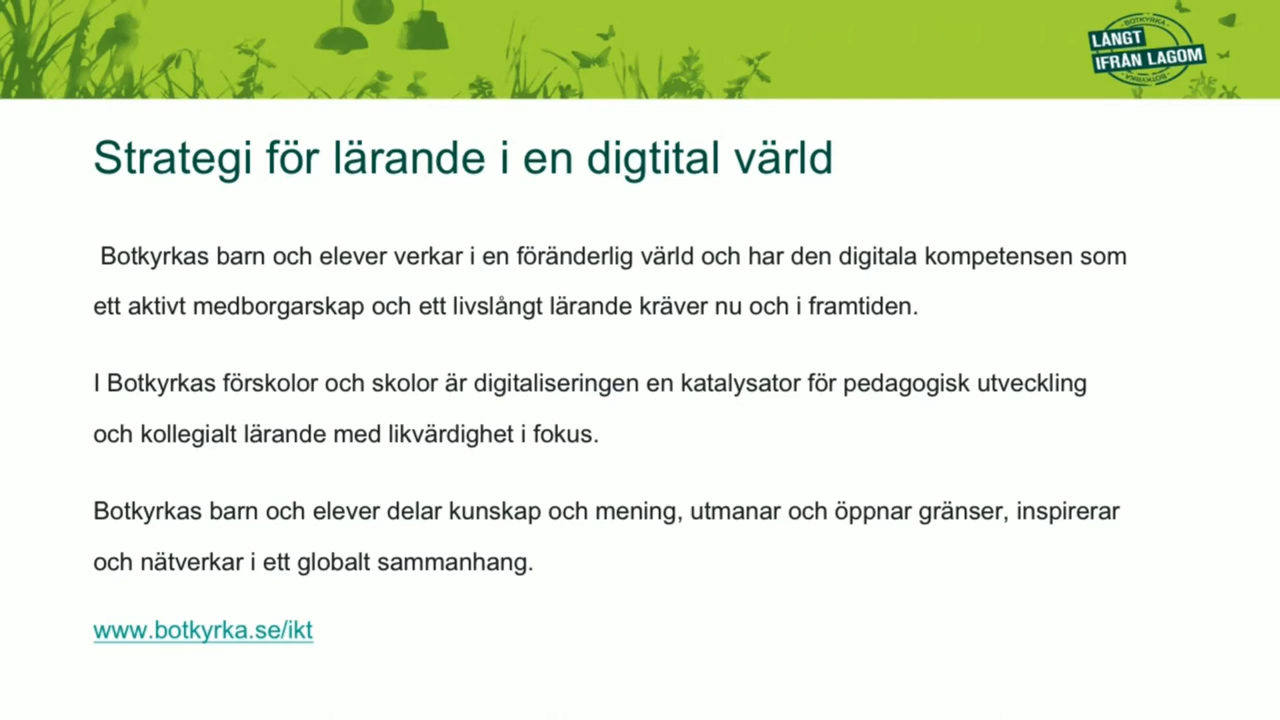 BOTKYRKA
LÅNGT
IFRÅN LAGOM
BOTKYRKA
Strategi för lärande i en digtital värld
Botkyrkas barn och elever verkar i en föränderlig värld och har den digitala kompetensen som
ett aktivt medborgarskap och ett livslångt lärande kräver nu och i framtiden.
I Botkyrkas förskolor och skolor är digitaliseringen en katalysator för pedagogisk utveckling
och kollegialt lärande med likvärdighet i fokus.
Botkyrkas barn och elever delar kunskap och mening, utmanar och öppnar gränser, inspirerar
och nätverkar i ett globalt sammanhang.
www.botkyrka.se/ikt